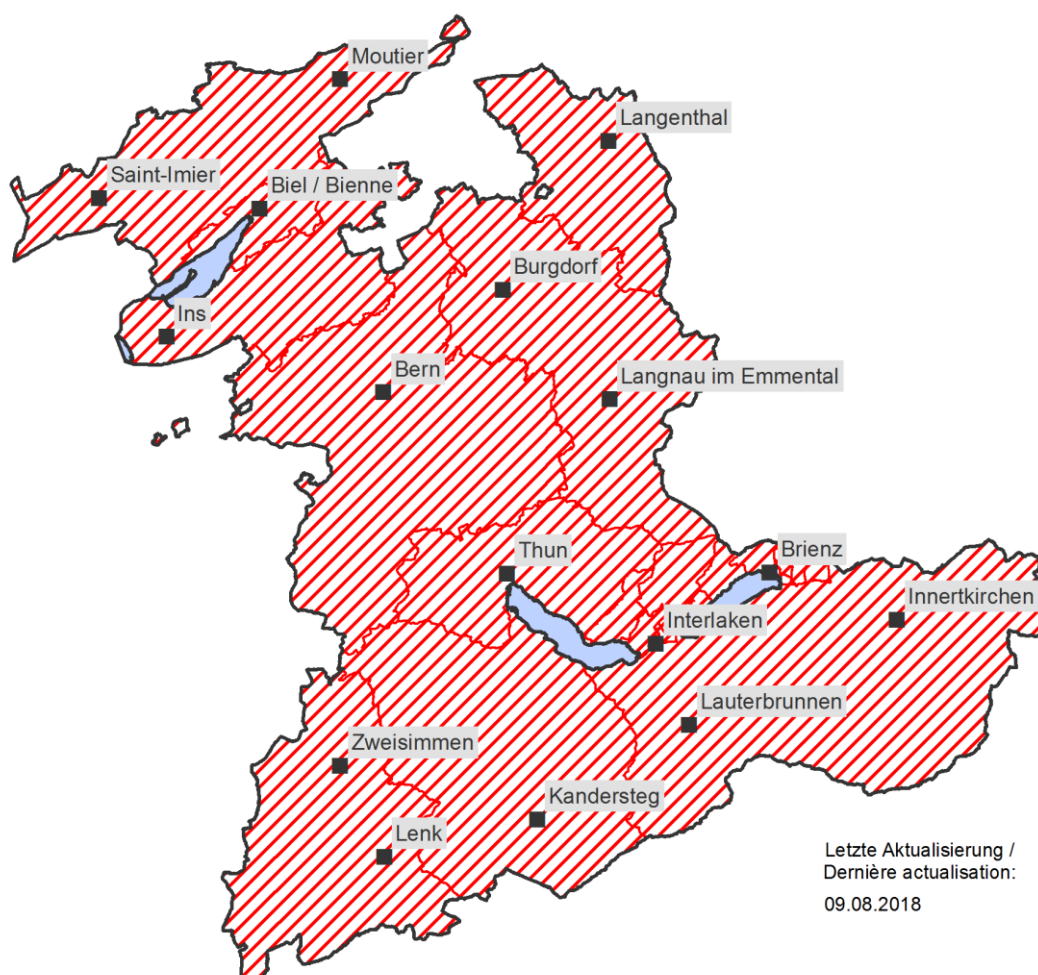 Moutier
Langenthal
Saint-Imier
Biel / Bienne
Burgdorf
Ins
Bern
Langnau im Emmental
Thun
Brienz
Innertkirchen
Interlaken
Lauterbrunnen
Zweisimmen
Kandersteg
Lenk
Letzte Aktualisierung /
Dernière actualisation:
09.08.2018